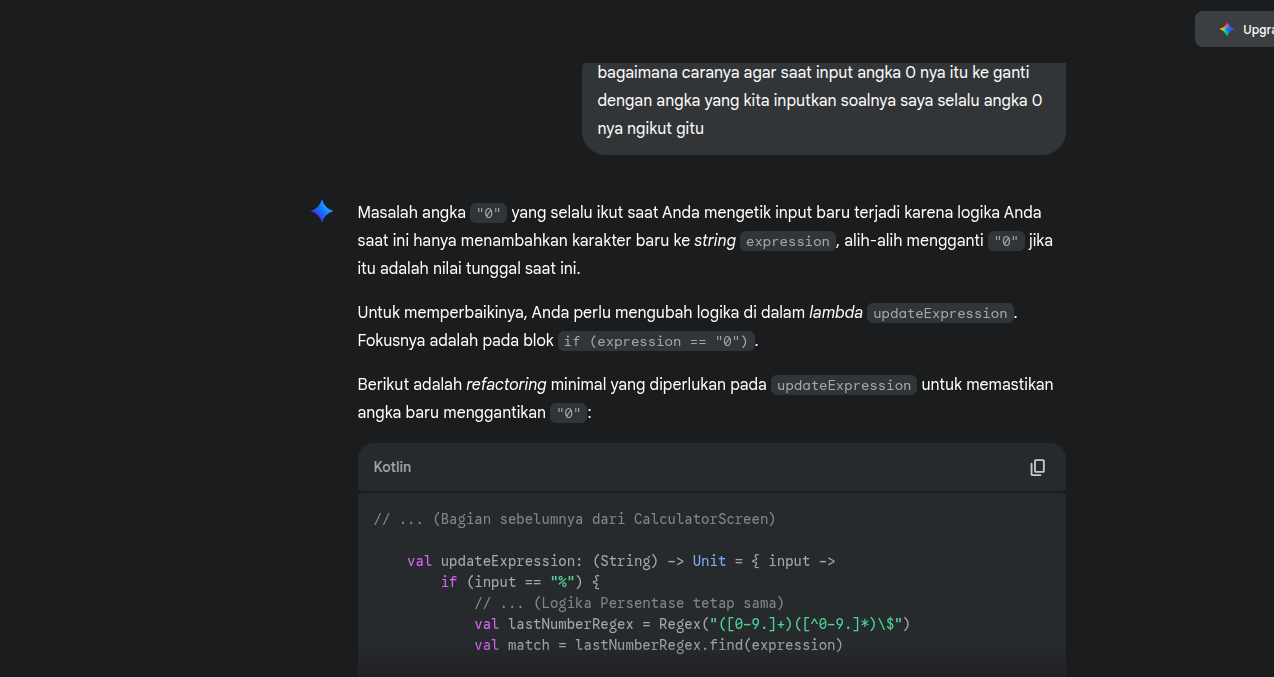 Upgra
bagaimana caranya agar saat input angka 0 nya itu ke ganti
dengan angka yang kita inputkan soalnya saya selalu angka 0
nya ngikut gitu
Masalah angka "0" yang selalu ikut saat Anda mengetik input baru terjadi karena logika Anda
saat ini hanya menambahkan karakter baru ke string expression, alih-alih mengganti "0" jika
itu adalah nilai tunggal saat ini.
Untuk memperbaikinya, Anda perlu mengubah logika di dalam lambda updateExpression.
Fokusnya adalah pada blok if (expression == "0").
Berikut adalah refactoring minimal yang diperlukan pada updateExpression untuk memastikan
angka baru menggantikan "0":
Kotlin
// ... (Bagian sebelumnya dari CalculatorScreen)
val updateExpression: (String) -> Unit = { input ->
if (input == "%") {
// ... (Logika Persentase tetap sama)
val lastNumberRegex = Regex("([0-9.]+)([^0-9.]*)\$")
val match = lastNumberRegex.find(expression)